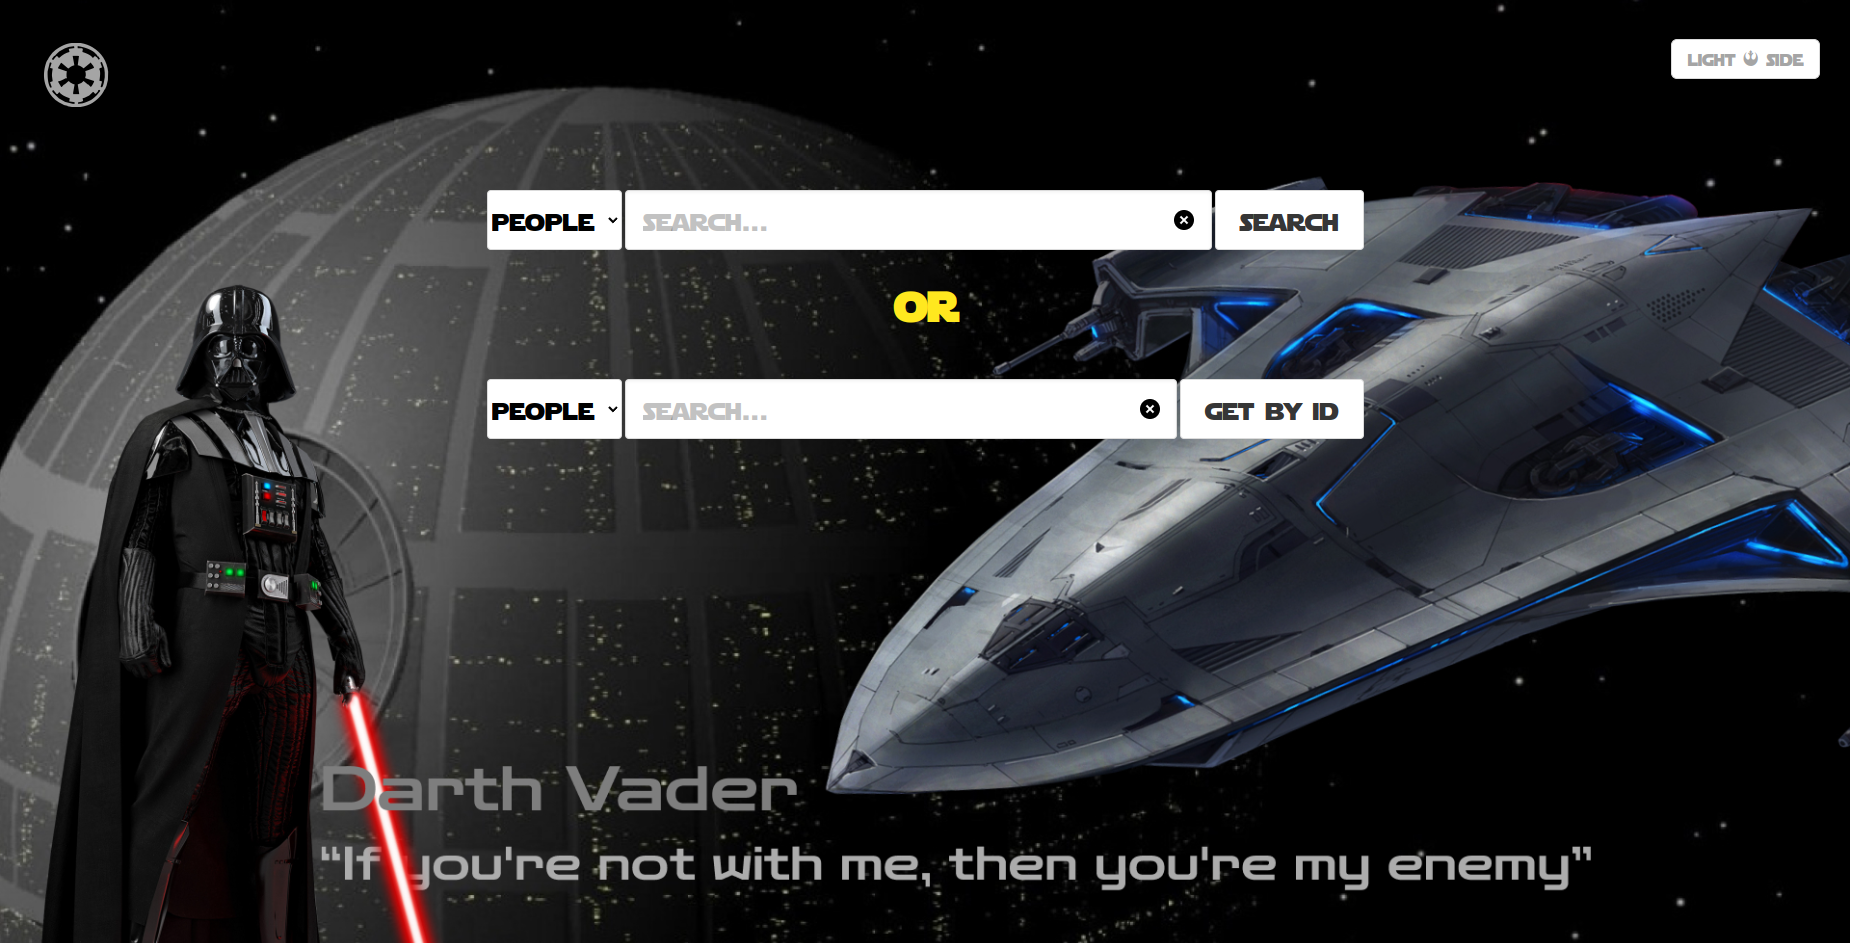 LIGHT SIDE
PEOPLE SEARCH... SEARCH
OR
PEOPLE SEARCH... GET BY ID
Darth Vader
“If you're not with me, then you're my enemy”